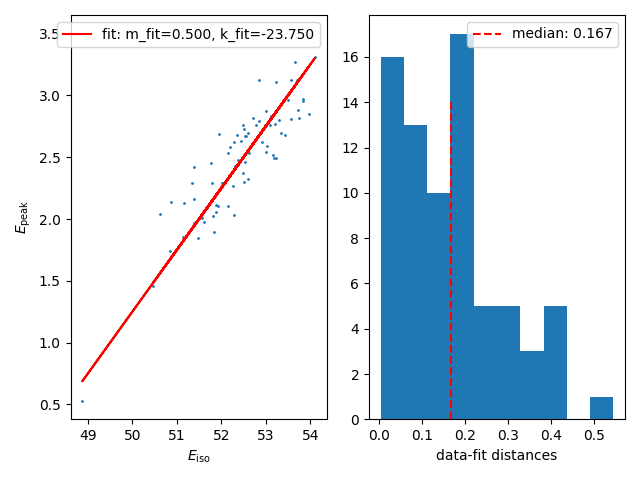 fit: m_fit=0.500, k_fit=-23.750
3.5
3.0
2.5
2.0
1.5
1.0
0.5
E_peak
49 50 51 52 53 54
E_iso
median: 0.167
16
14
12
10
8
6
4
2
0
0.0 0.1 0.2 0.3 0.4 0.5
data-fit distances